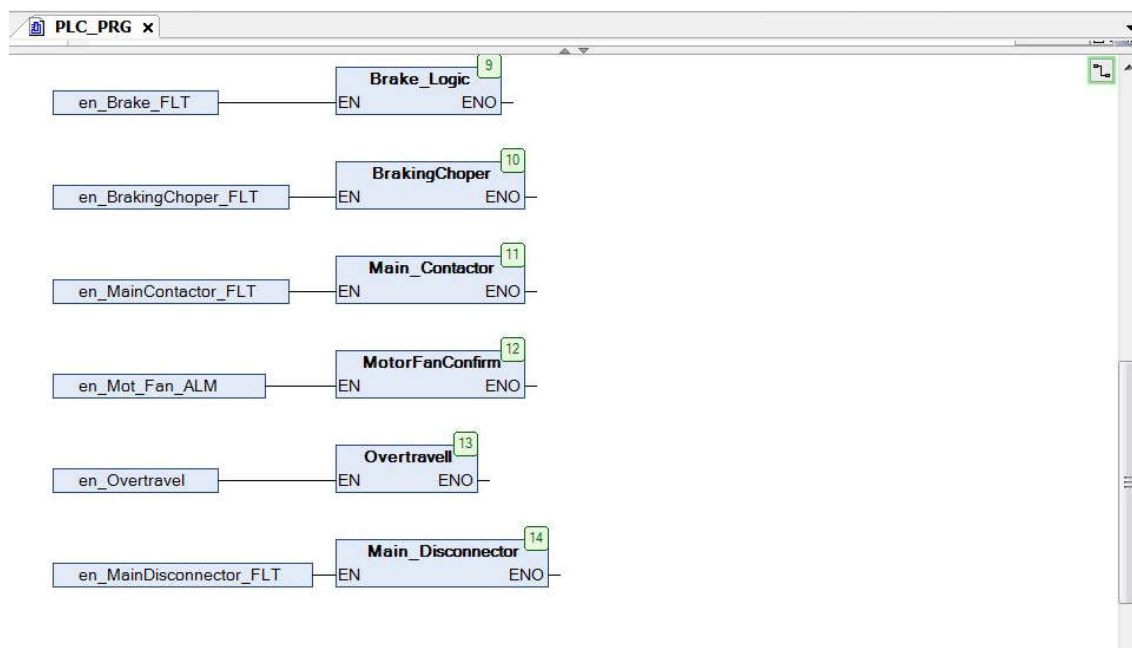 PLC_PRG
9
Brake_Logic
en_Brake_FLT EN ENO
10
BrakingChoper
en_BrakingChoper_FLT EN ENO
11
Main_Contactor
en_MainContactor_FLT EN ENO
12
MotorFanConfirm
en_Mot_Fan_ALM EN ENO
13
Overtravell
en_Overtravel EN ENO
14
Main_Disconnector
en_MainDisconnector_FLT EN ENO